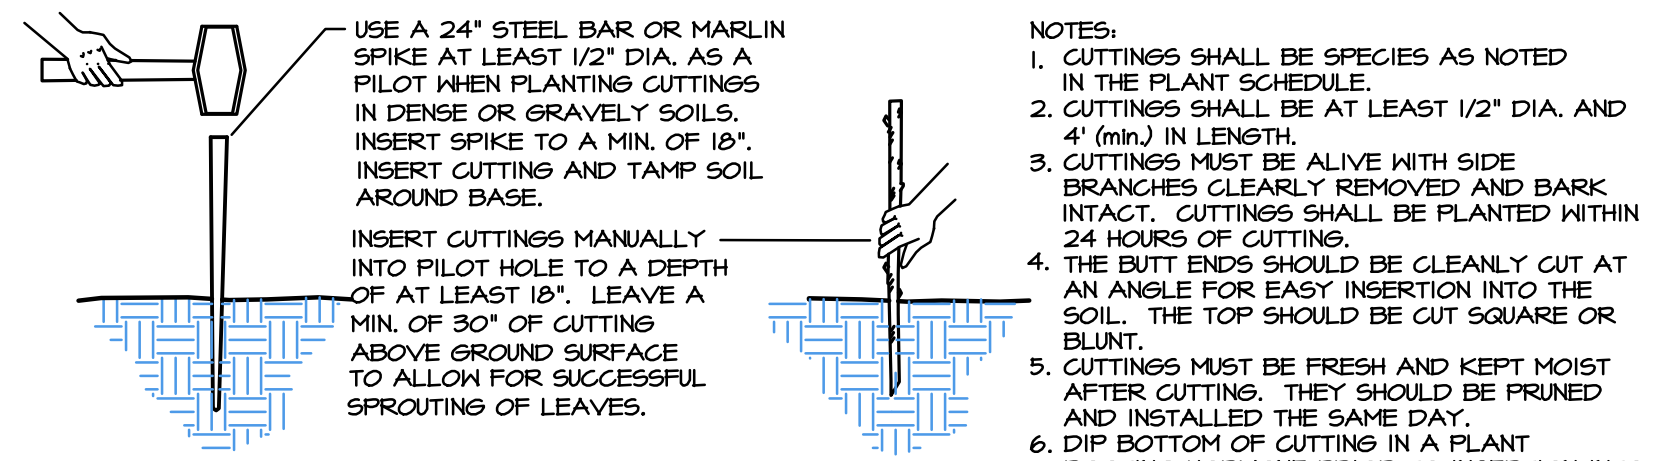 USE A 24" STEEL BAR OR MARLIN
SPIKE AT LEAST 1/2" DIA. AS A
PILOT WHEN PLANTING CUTTINGS
IN DENSE OR GRAVELY SOILS.
INSERT SPIKE TO A MIN. OF 18".
INSERT CUTTING AND TAMP SOIL
AROUND BASE.
INSERT CUTTINGS MANUALLY
INTO PILOT HOLE TO A DEPTH
OF AT LEAST 18". LEAVE A
MIN. OF 30" OF CUTTING
ABOVE GROUND SURFACE
TO ALLOW FOR SUCCESSFUL
SPROUTING OF LEAVES.
NOTES:
1. CUTTINGS SHALL BE SPECIES AS NOTED
IN THE PLANT SCHEDULE.
2. CUTTINGS SHALL BE AT LEAST 1/2" DIA. AND
4' (min.) IN LENGTH.
3. CUTTINGS MUST BE ALIVE WITH SIDE
BRANCHES CLEARLY REMOVED AND BARK
INTACT. CUTTINGS SHALL BE PLANTED WITHIN
24 HOURS OF CUTTING.
4. THE BUTT ENDS SHOULD BE CLEANLY CUT AT
AN ANGLE FOR EASY INSERTION INTO THE
SOIL. THE TOP SHOULD BE CUT SQUARE OR
BLUNT.
5. CUTTINGS MUST BE FRESH AND KEPT MOIST
AFTER CUTTING. THEY SHOULD BE PRUNED
AND INSTALLED THE SAME DAY.
6. DIP BOTTOM OF CUTTING IN A PLANT